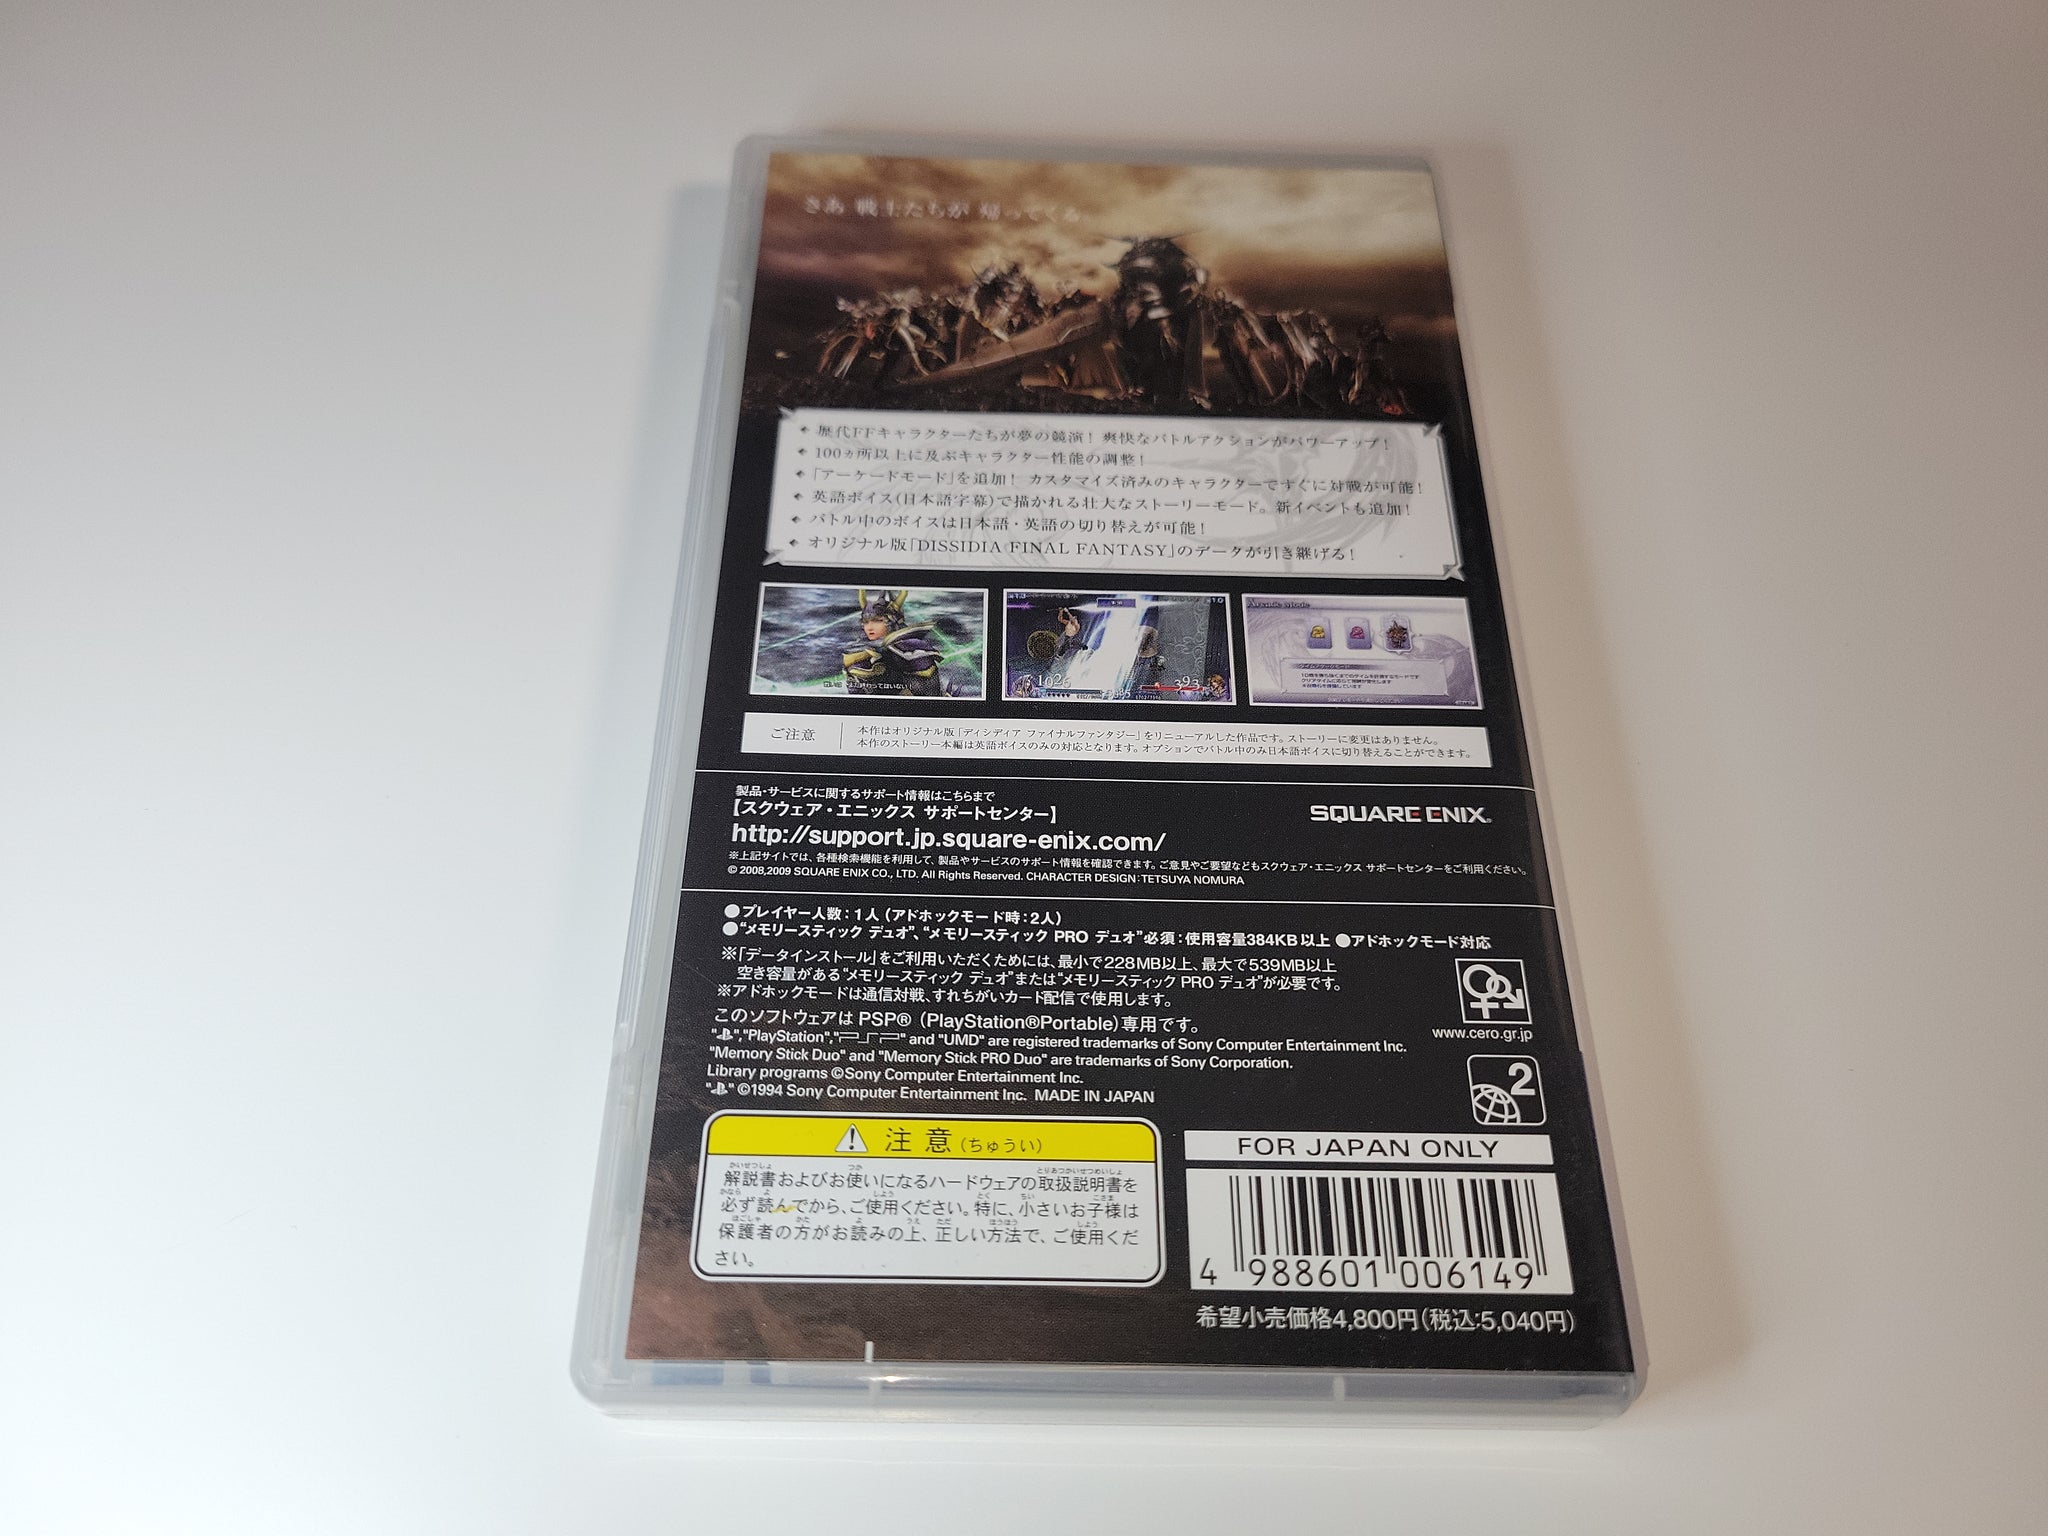 さあ 戦士たちが 帰ってくる。
歴代FFキャラクターたちが夢の競演! 爽快なバトルアクションがパワーアップ!
100ヵ所以上に及ぶキャラクター性能の調整!
「アーケードモード」を追加! カスタマイズ済みのキャラクターですぐに対戦が可能!
英語ボイス(日本語字幕)で描かれる壮大なストーリーモード。新イベントも追加!
バトル中のボイスは日本語・英語の切り替えが可能!
オリジナル版「DISSIDIA FINAL FANTASY」のデータが引き継げる!
1026
393
Arcade Mode
タイムアタックモード
ご注意
本作はオリジナル版「ディシディア ファイナルファンタジー」をリニューアルした作品です。ストーリーに変更はありません。
本作のストーリー本編は英語ボイスのみの対応となります。オプションでバトル中のみ日本語ボイスに切り替えることができます。
製品・サービスに関するサポート情報はこちらまで
【スクウェア・エニックス サポートセンター】
http://support.jp.square-enix.com/
SQUARE ENIX.
※上記サイトでは、各種検索機能を利用して、製品やサービスのサポート情報を確認できます。ご意見やご要望などもスクウェア・エニックス サポートセンターをご利用ください。
© 2008,2009 SQUARE ENIX CO., LTD. All Rights Reserved. CHARACTER DESIGN:TETSUYA NOMURA
●プレイヤー人数:1人(アドホックモード時:2人)
●"メモリースティック デュオ"、"メモリースティック PRO デュオ"必須:使用容量384KB以上 ●アドホックモード対応
※「データインストール」をご利用いただくためには、最小で228MB以上、最大で539MB以上
空き容量がある"メモリースティック デュオ"または"メモリースティック PRO デュオ"が必要です。
※アドホックモードは通信対戦、すれちがいカード配信で使用します。
このソフトウェアは PSP®(PlayStation®Portable)専用です。
www.cero.gr.jp
"PlayStation","PSP" and "UMD" are registered trademarks of Sony Computer Entertainment Inc.
"Memory Stick Duo" and "Memory Stick PRO Duo" are trademarks of Sony Corporation.
Library programs ©Sony Computer Entertainment Inc.
©1994 Sony Computer Entertainment Inc. MADE IN JAPAN
2
注意(ちゅうい)
解説書およびお使いになるハードウェアの取扱説明書を
必ず読んでから、ご使用ください。特に、小さいお子様は
保護者の方がお読みの上、正しい方法で、ご使用くだ
さい。
FOR JAPAN ONLY
4 988601 006149
希望小売価格4,800円(税込:5,040円)